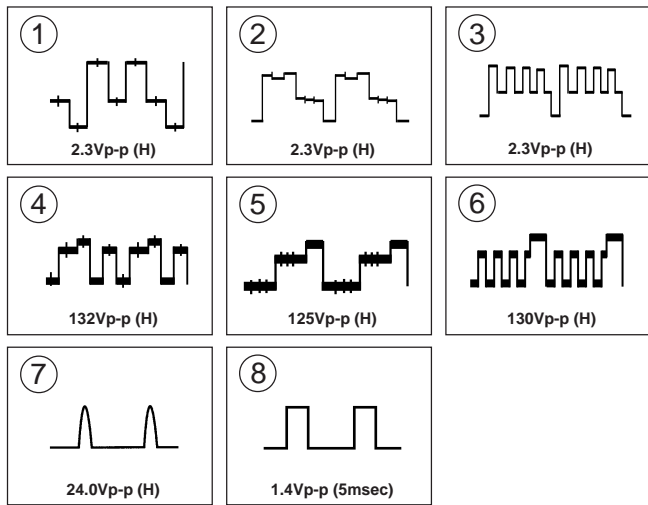 1
2
3
2.3Vp-p (H)
2.3Vp-p (H)
2.3Vp-p (H)
4
5
6
132Vp-p (H)
125Vp-p (H)
130Vp-p (H)
7
8
24.0Vp-p (H)
1.4Vp-p (5msec)